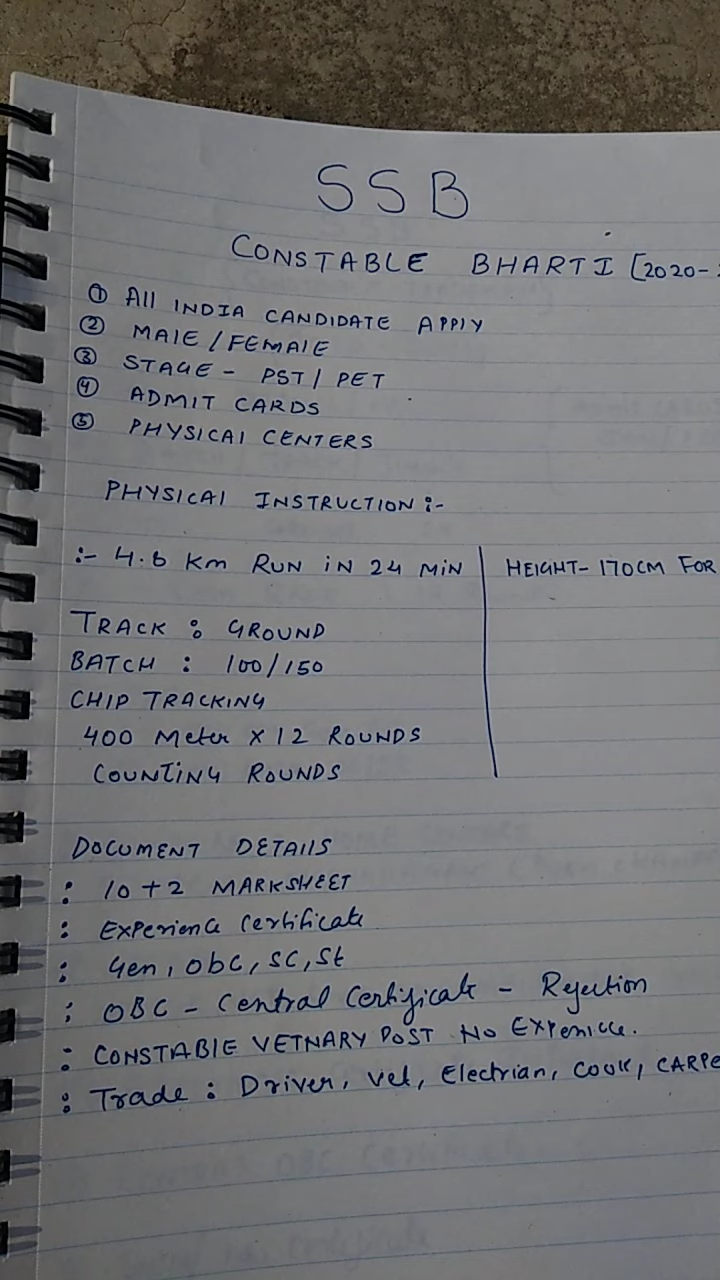 SSB
CONSTABLE BHARTI [2020-
① All INDIA CANDIDATE APPlY
② MAlE / FEMAlE
③ STAGE - PST / PET
④ ADMIT CARDS
⑤ PHYSICAl CENTERS
PHYSICAl INSTRUCTION :-
:- 4.8 Km RUN iN 24 MiN
HEIGHT- 170CM FOR
TRACK : GROUND
BATCH : 100/150
CHIP TRACKING
400 Meter X 12 ROUNDS
COUNTING ROUNDS
DOCUMENT DETAIlS
: 10 + 2 MARKSHEET
: Experience Certificate
: Gen, Obc, SC, St
: OBC - Central Certificate - Rejection
: CONSTABlE VETNARY POST No
: Trade : Driver, Vet, Electrian, Cook, CARPE